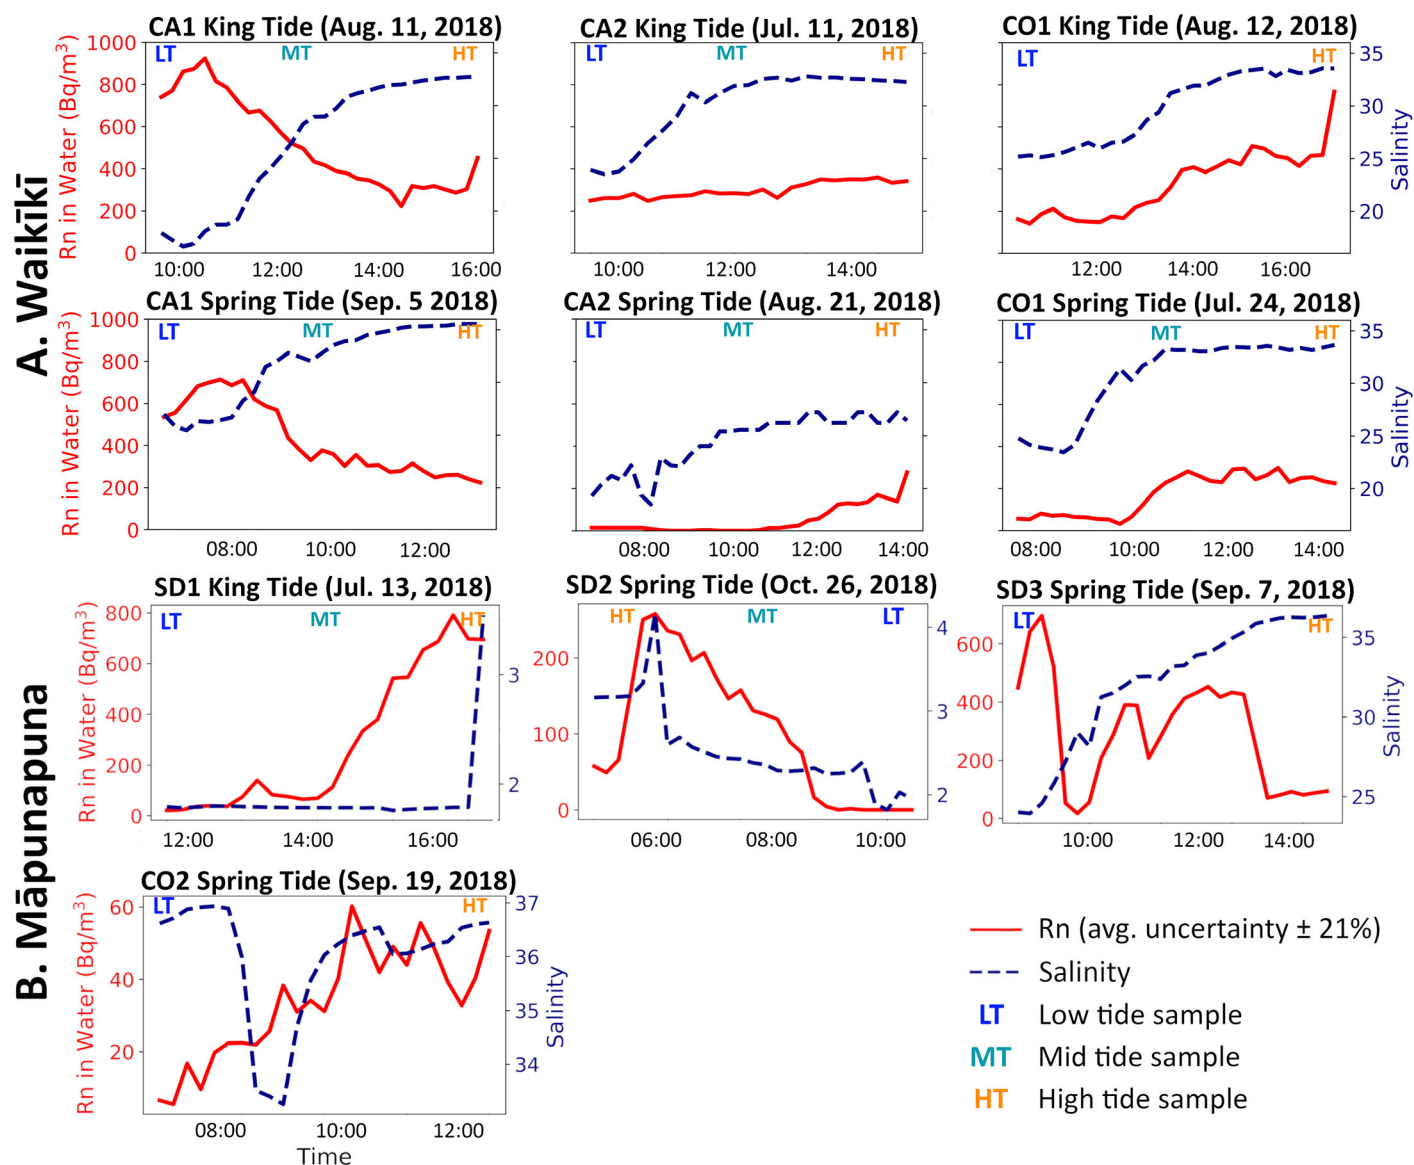 A. Waikīkī
CA1 King Tide (Aug. 11, 2018)
CA2 King Tide (Jul. 11, 2018)
CO1 King Tide (Aug. 12, 2018)
Rn in Water (Bq/m³)
1000
800
600
400
200
0
LT
MT
HT
10:00
12:00
14:00
16:00
LT
MT
HT
10:00
12:00
14:00
LT
HT
35
30
25
20
Salinity
12:00
14:00
16:00
CA1 Spring Tide (Sep. 5 2018)
CA2 Spring Tide (Aug. 21, 2018)
CO1 Spring Tide (Jul. 24, 2018)
Rn in Water (Bq/m³)
1000
800
600
400
200
0
LT
MT
HT
08:00
10:00
12:00
LT
MT
HT
08:00
10:00
12:00
14:00
LT
MT
HT
35
30
25
20
Salinity
08:00
10:00
12:00
14:00
B. Māpunapuna
SD1 King Tide (Jul. 13, 2018)
SD2 Spring Tide (Oct. 26, 2018)
SD3 Spring Tide (Sep. 7, 2018)
Rn in Water (Bq/m³)
800
600
400
200
0
LT
MT
HT
3
2
12:00
14:00
16:00
200
100
0
HT
MT
LT
4
3
2
06:00
08:00
10:00
600
400
200
0
LT
HT
35
30
25
Salinity
10:00
12:00
14:00
CO2 Spring Tide (Sep. 19, 2018)
Rn in Water (Bq/m³)
60
40
20
LT
HT
37
36
35
34
Salinity
08:00
10:00
12:00
Time
Rn (avg. uncertainty ± 21%)
Salinity
LT Low tide sample
MT Mid tide sample
HT High tide sample